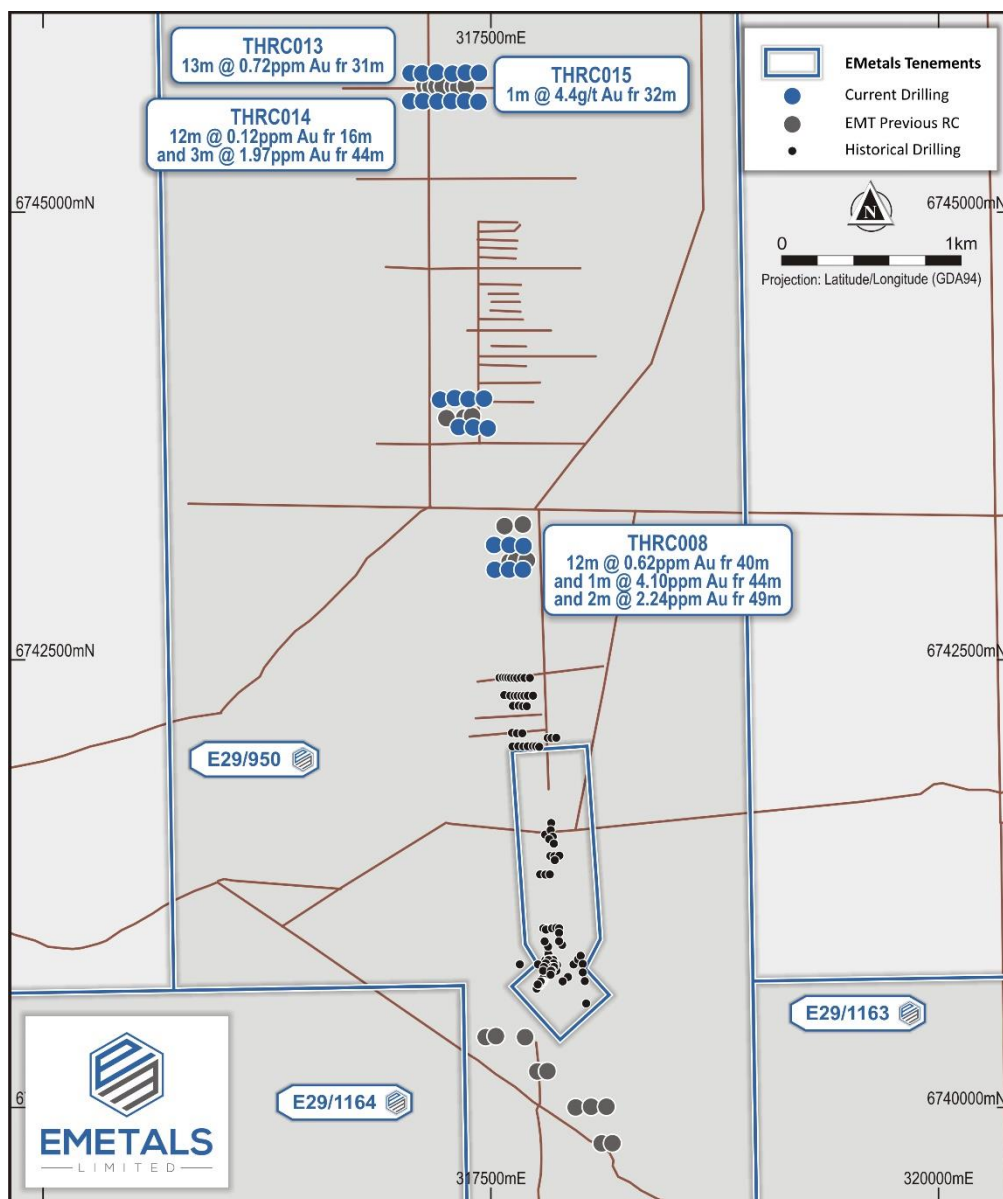 317500mE
THRC013
13m @ 0.72ppm Au fr 31m
THRC015
1m @ 4.4g/t Au fr 32m
THRC014
12m @ 0.12ppm Au fr 16m
and 3m @ 1.97ppm Au fr 44m
EMetals Tenements
Current Drilling
EMT Previous RC
Historical Drilling
6745000mN
6745000mN
N
0 1km
Projection: Latitude/Longitude (GDA94)
THRC008
12m @ 0.62ppm Au fr 40m
and 1m @ 4.10ppm Au fr 44m
and 2m @ 2.24ppm Au fr 49m
6742500mN
6742500mN
E29/950
E29/1163
E29/1164
6740000mN
EMETALS
LIMITED
317500mE
320000mE